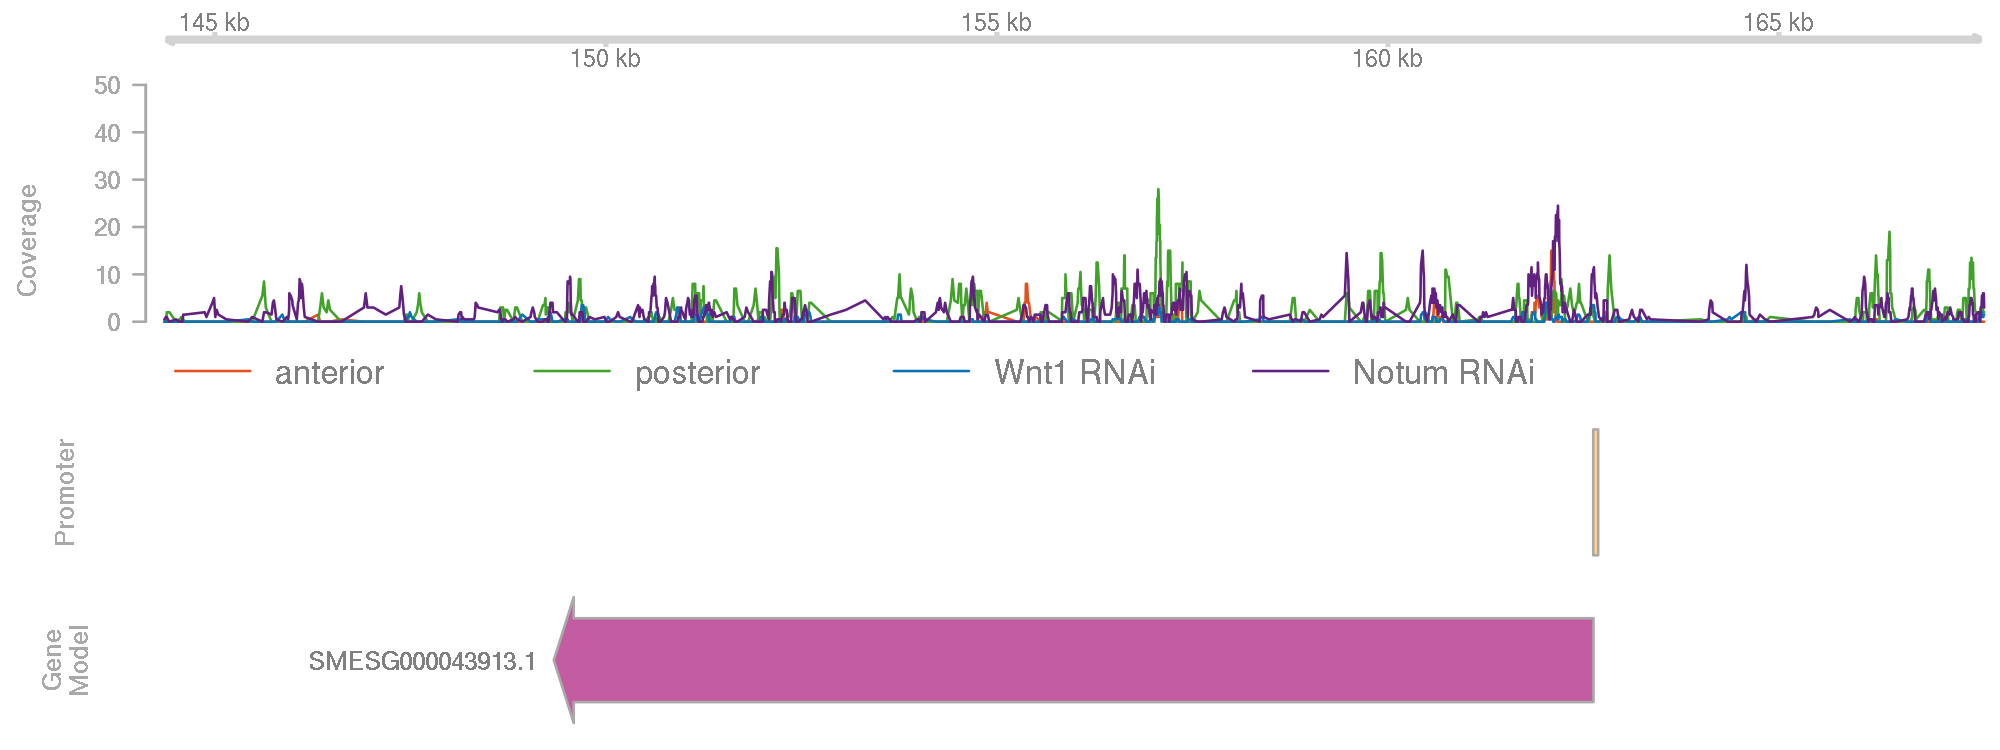 145 kb
155 kb
165 kb
150 kb
160 kb
50
40
30
20
10
0
Coverage
anterior
posterior
Wnt1 RNAi
Notum RNAi
Promoter
Gene
Model
SMESG000043913.1